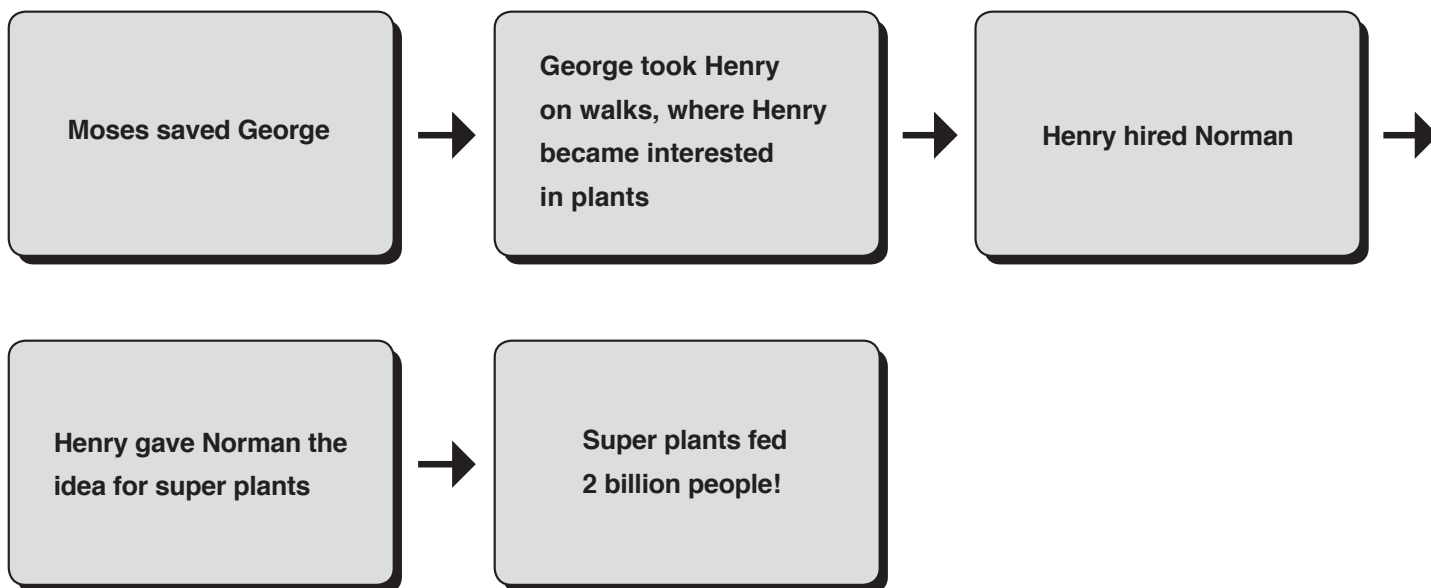 Moses saved George
George took Henry
on walks, where Henry
became interested
in plants
Henry hired Norman
Henry gave Norman the
idea for super plants
Super plants fed
2 billion people!